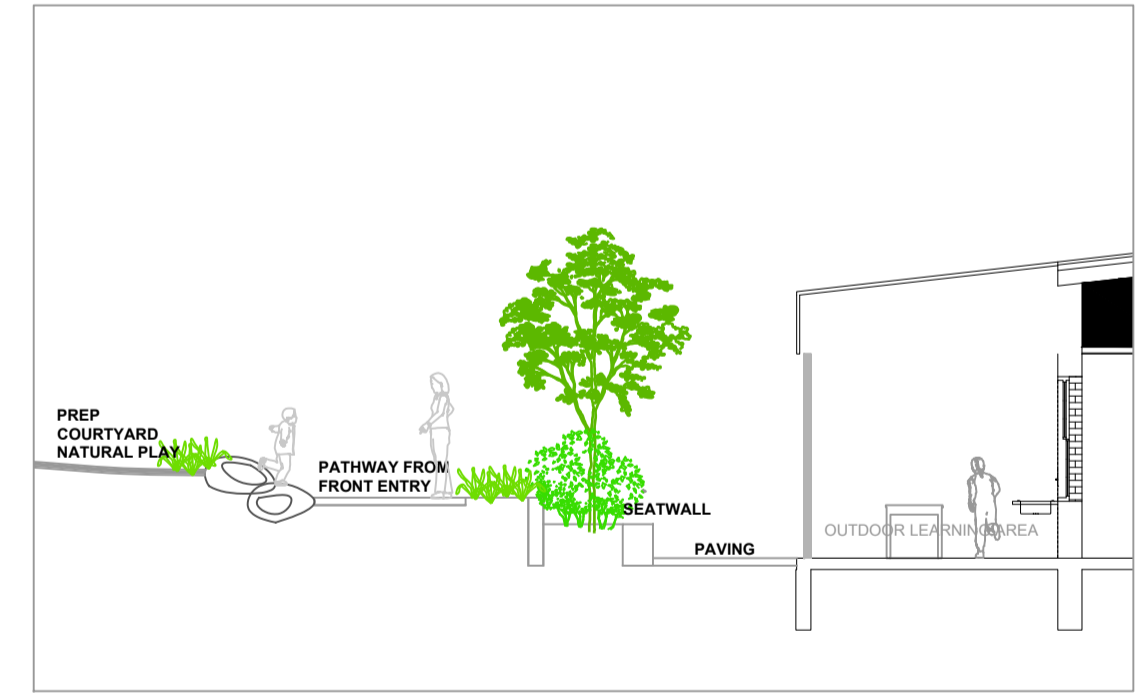 PREP
COURTYARD
NATURAL PLAY
PATHWAY FROM
FRONT ENTRY
SEATWALL
PAVING
OUTDOOR LEARNING AREA